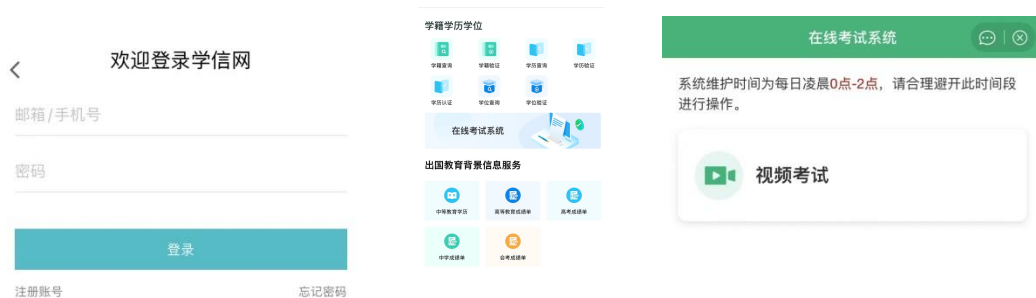 欢迎登录学信网
邮箱/手机号
密码
登录
注册账号
忘记密码
学籍学历学位
学籍查询
学籍验证
学历查询
学历验证
学历认证
学位查询
学位验证
在线考试系统
出国教育背景信息服务
中等教育学历
高等教育成绩单
高考成绩单
中学成绩单
会考成绩单
在线考试系统
系统维护时间为每日凌晨0点-2点，请合理避开此时间段
进行操作。
视频考试